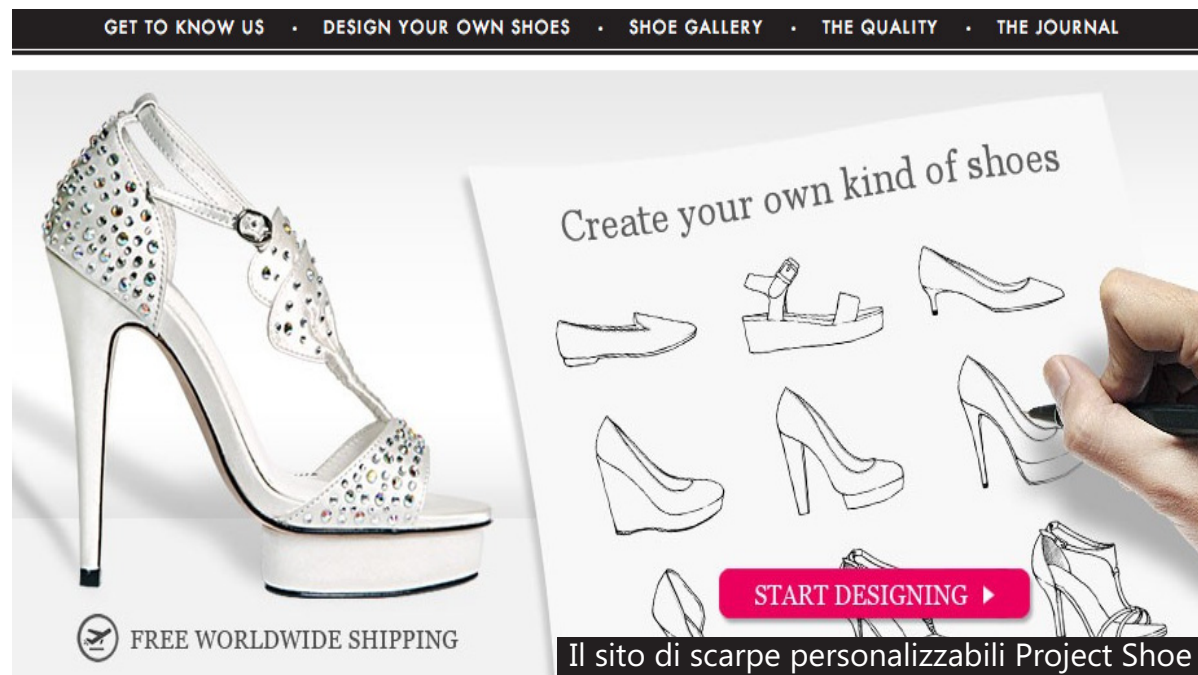 GET TO KNOW US · DESIGN YOUR OWN SHOES · SHOE GALLERY · THE QUALITY · THE JOURNAL
Create your own kind of shoes
START DESIGNING
FREE WORLDWIDE SHIPPING
Il sito di scarpe personalizzabili Project Shoe